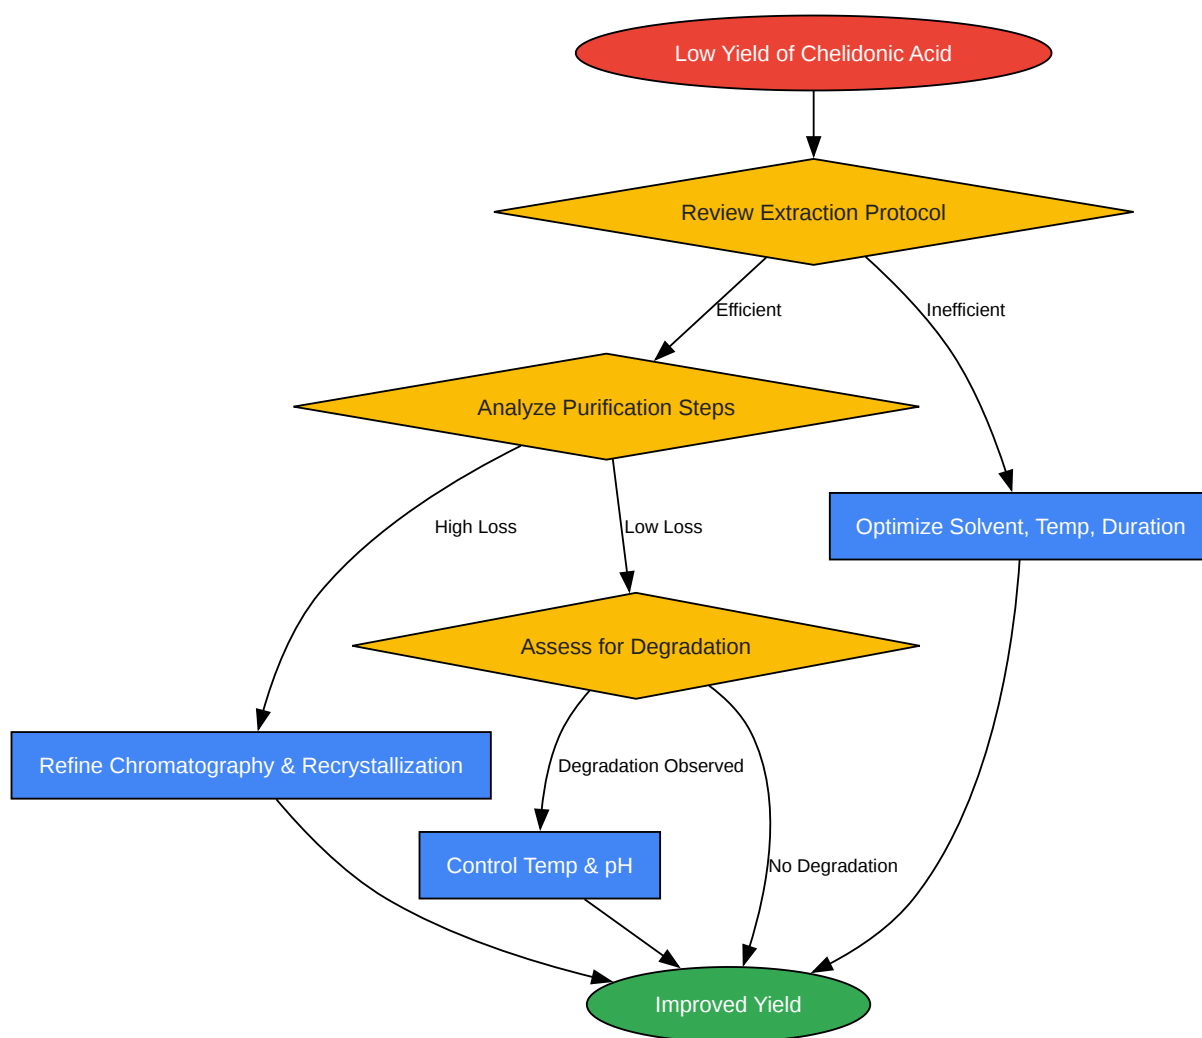 Low Yield of Chelidonic Acid
Review Extraction Protocol
Efficient
Inefficient
Analyze Purification Steps
High Loss
Low Loss
Optimize Solvent, Temp, Duration
Assess for Degradation
Refine Chromatography & Recrystallization
Degradation Observed
Control Temp & pH
No Degradation
Improved Yield